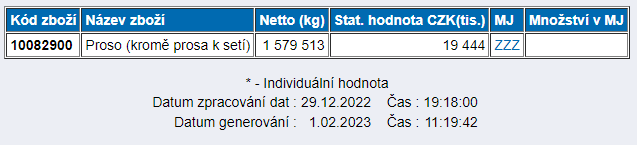 Kód zboží Název zboží Netto (kg) Stat. hodnota CZK(tis.) MJ Množství v MJ
10082900 Proso (kromě prosa k setí) 1 579 513 19 444 ZZZ
* - Individuální hodnota
Datum zpracování dat : 29.12.2022 Čas : 19:18:00
Datum generování : 1.02.2023 Čas : 11:19:42